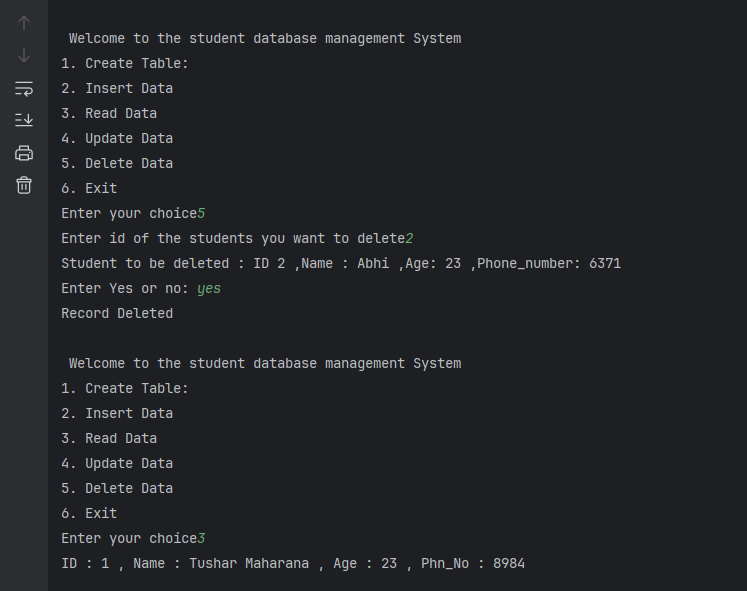 Welcome to the student database management System
1. Create Table:
2. Insert Data
3. Read Data
4. Update Data
5. Delete Data
6. Exit
Enter your choice5
Enter id of the students you want to delete2
Student to be deleted : ID 2 ,Name : Abhi ,Age: 23 ,Phone_number: 6371
Enter Yes or no: yes
Record Deleted
Welcome to the student database management System
1. Create Table:
2. Insert Data
3. Read Data
4. Update Data
5. Delete Data
6. Exit
Enter your choice3
ID : 1 , Name : Tushar Maharana , Age : 23 , Phn_No : 8984